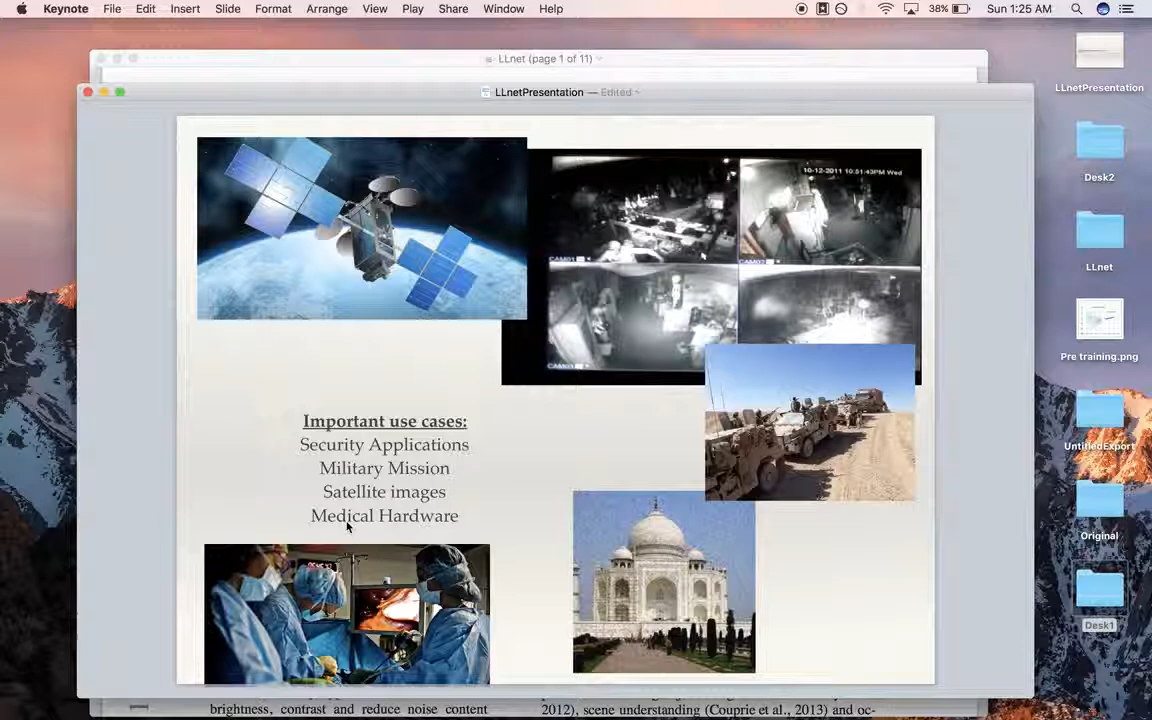 Keynote File Edit Insert Slide Format Arrange View Play Share Window Help 38% Sun 1:25 AM
LLnet (page 1 of 11)
LLnetPresentation — Edited
LLnetPresentation
Desk2
LLnet
Pre training.png
UntitledExport
Original
Desk1
10-12-2011 10:51:43PM Wed
Important use cases:
Security Applications
Military Mission
Satellite images
Medical Hardware
brightness, contrast and reduce noise content
2012), scene understanding (Couprie et al., 2013) and oc-